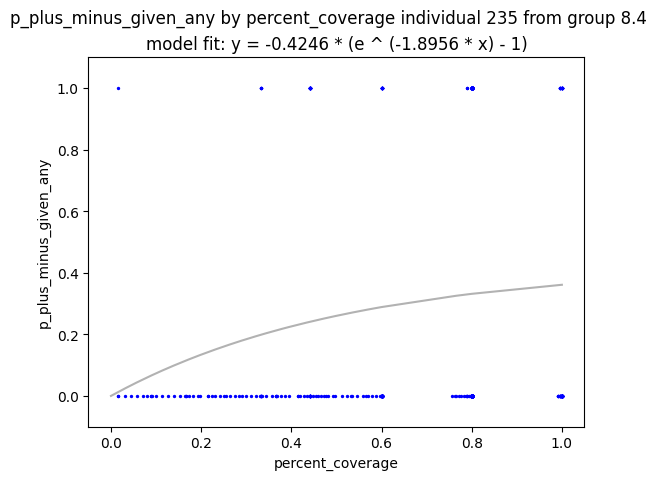 p_plus_minus_given_any by percent_coverage individual 235 from group 8.4
model fit: y = -0.4246 * (e ^ (-1.8956 * x) - 1)
1.0
0.8
0.6
0.4
0.2
0.0
p_plus_minus_given_any
0.0 0.2 0.4 0.6 0.8 1.0
percent_coverage